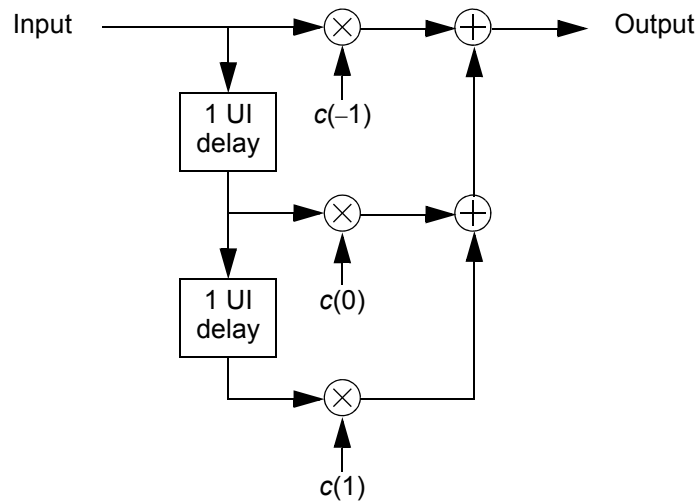 Input
Output
1 UI
delay
c(–1)
1 UI
delay
c(0)
c(1)